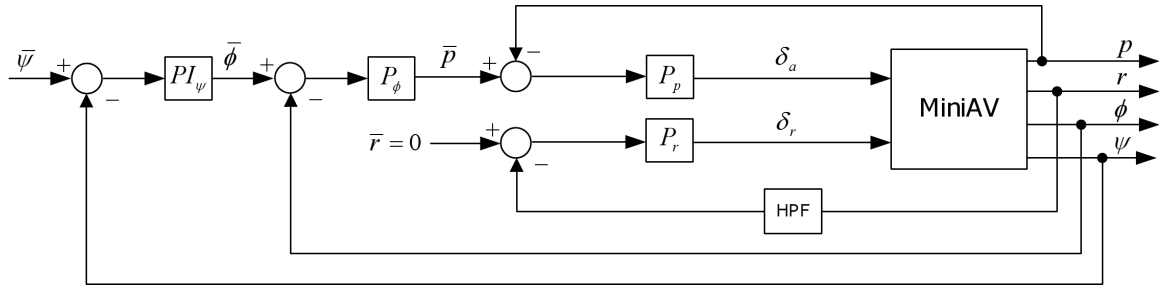 ψ̄ + − PI_ψ φ̄ + − P_φ p̄ + − P_p δ_a MiniAV p
r
φ
ψ
r̄ = 0 + − P_r δ_r
HPF